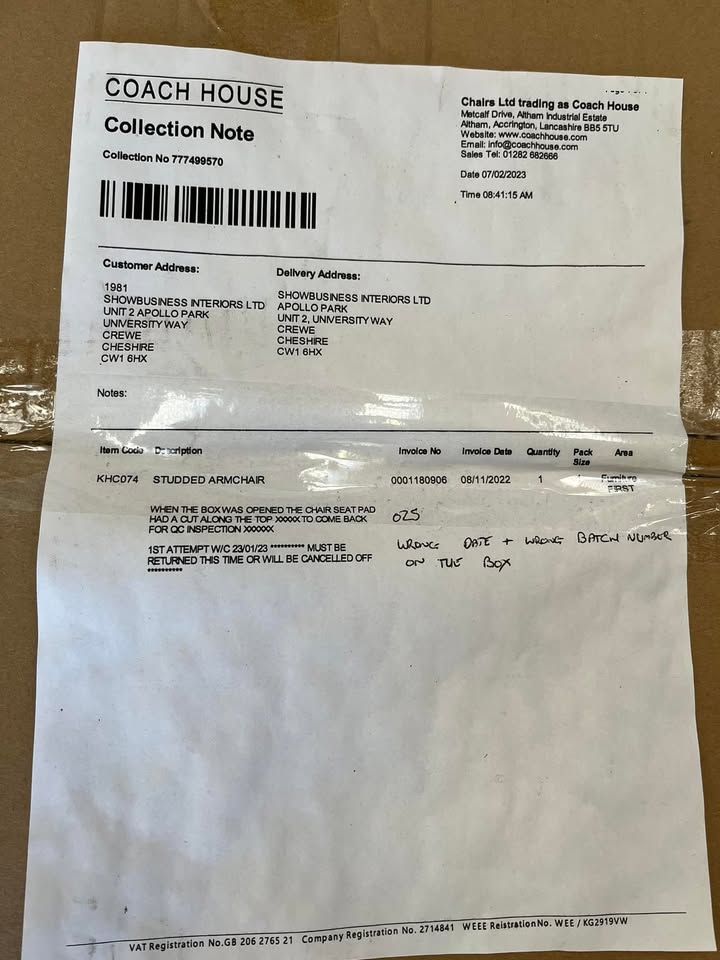 COACH HOUSE
Collection Note
Collection No 777499570
Chairs Ltd trading as Coach House
Metcalf Drive, Altham Industrial Estate
Altham, Accrington, Lancashire BB5 5TU
Website: www.coachhouse.com
Email: info@coachhouse.com
Sales Tel: 01282 682666
Date 07/02/2023
Time 08:41:15 AM
Customer Address:
1981
SHOWBUSINESS INTERIORS LTD
UNIT 2 APOLLO PARK
UNIVERSITY WAY
CREWE
CHESHIRE
CW1 6HX
Delivery Address:
SHOWBUSINESS INTERIORS LTD
APOLLO PARK
UNIT 2, UNIVERSITY WAY
CREWE
CHESHIRE
CW1 6HX
Notes:
Item Code Description Invoice No Invoice Date Quantity Pack Size Area
KHC074 STUDDED ARMCHAIR 0001180906 08/11/2022 1 Furniture FIRST
WHEN THE BOX WAS OPENED THE CHAIR SEAT PAD
HAD A CUT ALONG THE TOP XXXXX TO COME BACK
FOR QC INSPECTION XXXXXX
1ST ATTEMPT W/C 23/01/23 ********** MUST BE
RETURNED THIS TIME OR WILL BE CANCELLED OFF
**********
WRONG DATE + WRONG BATCH NUMBER
ON THE BOX
VAT Registration No.GB 206 2765 21 Company Registration No. 2714841 WEEE ReistrationNo. WEE / KG2919VW